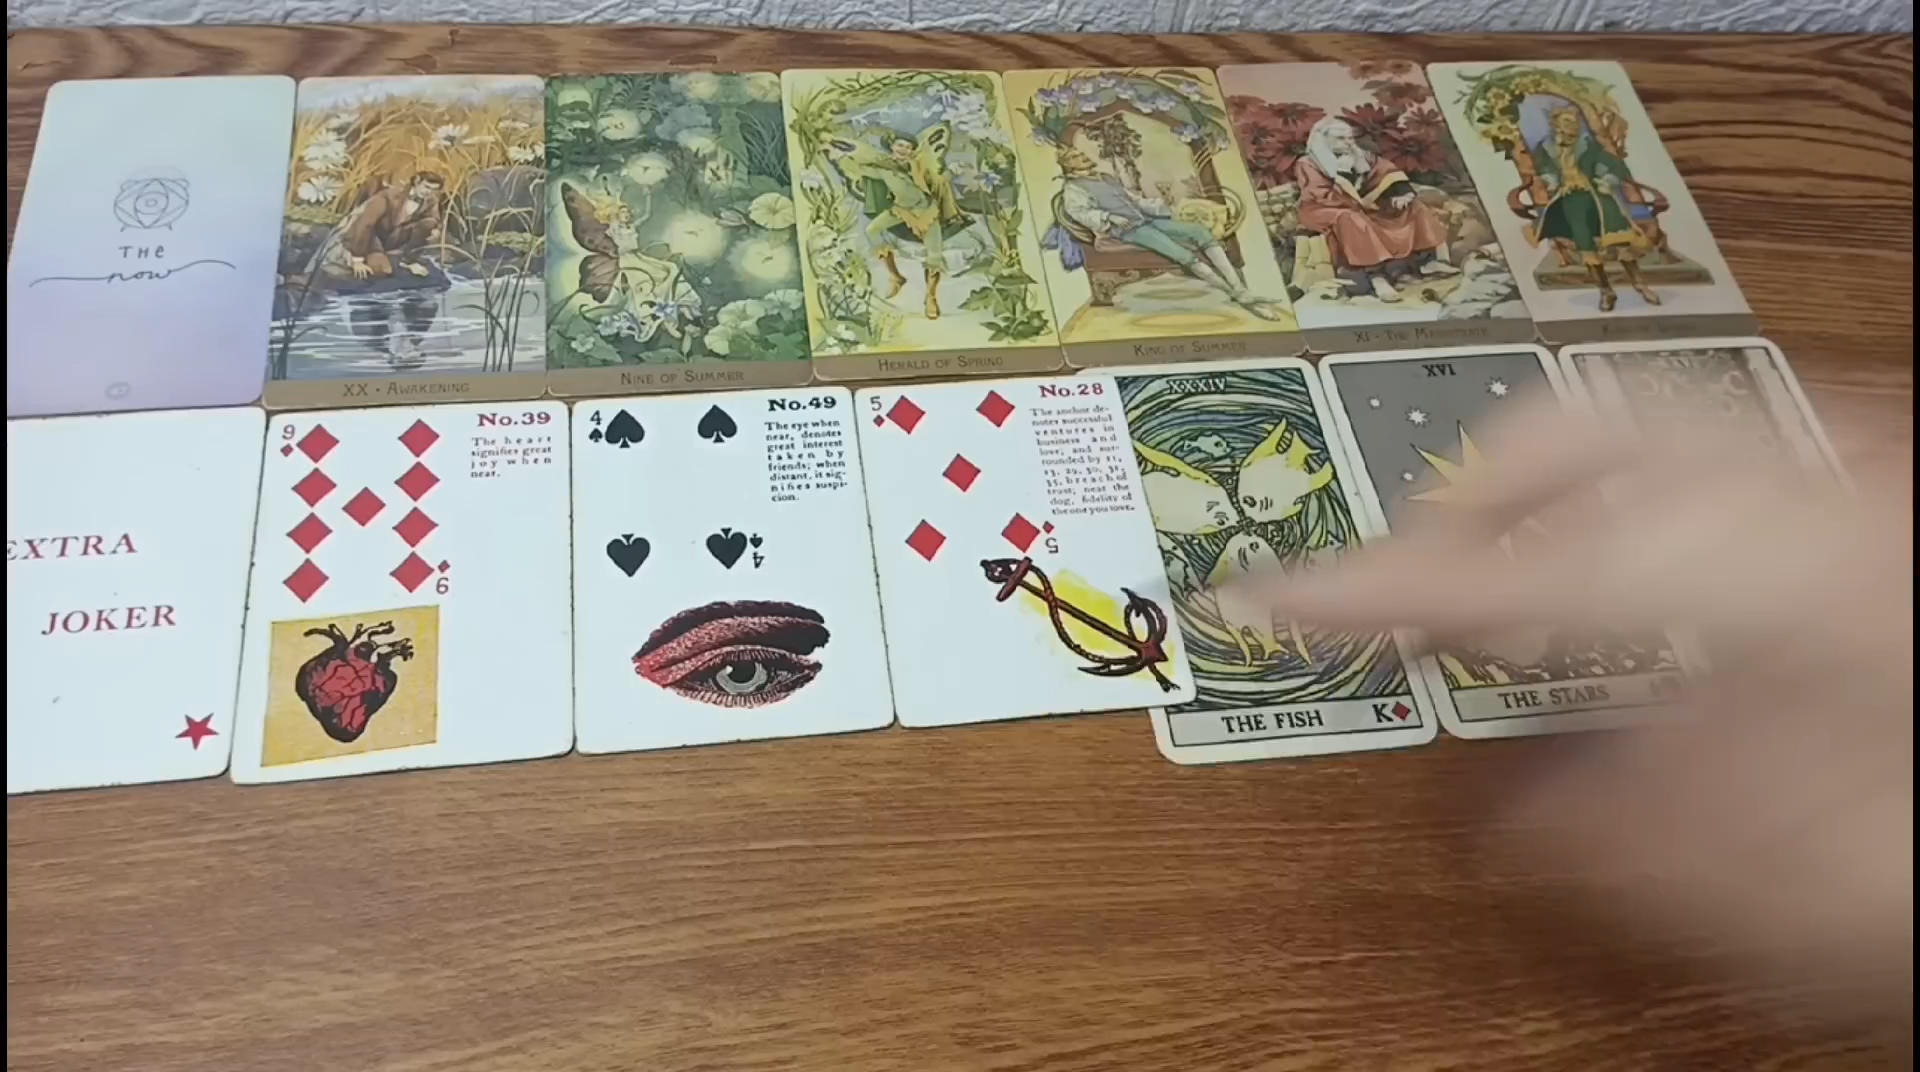 THE
now
XX · AWAKENING
NINE OF SUMMER
HERALD OF SPRING
KING OF SUMMER
XI · THE MAGISTRATE
EXTRA
JOKER
9
No.39
The heart
signifies great
joy when
near.
9
4
No.49
The eye when
near, denotes
great interest
taken by
friends; when
distant, it sig-
nifies suspi-
cion.
4
5
No.28
The anchor de-
notes successful
ventures in
business and
love; and sur-
rounded by 11,
13, 29, 30, 31,
35, breach of
trust; near the
dog, fidelity of
the one you love.
5
XXXIV
THE FISH K
XVI
THE STARS